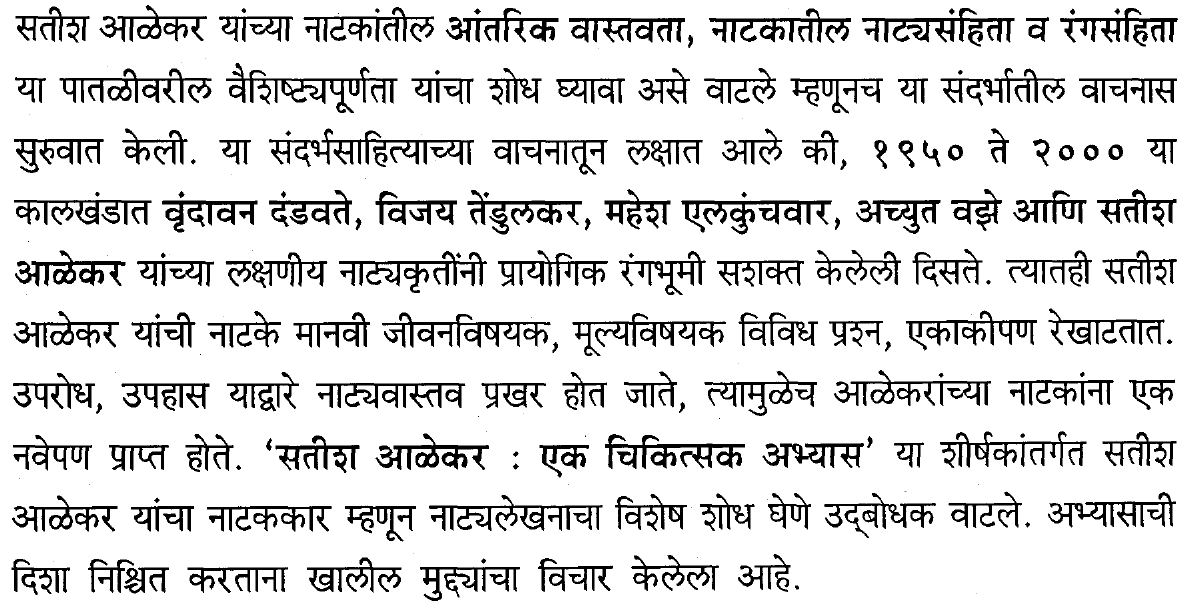 सतीश आळेकर यांच्या नाटकांतील आंतरिक वास्तवता, नाटकातील नाट्यसंहिता व रंगसंहिता
या पातळीवरील वैशिष्ट्यपूर्णता यांचा शोध घ्यावा असे वाटले म्हणूनच या संदर्भातील वाचनास
सुरुवात केली. या संदर्भसाहित्याच्या वाचनातून लक्षात आले की, १९५० ते २००० या
कालखंडात वृंदावन दंडवते, विजय तेंडुलकर, महेश एलकुंचवार, अच्युत वझे आणि सतीश
आळेकर यांच्या लक्षणीय नाट्यकृतींनी प्रायोगिक रंगभूमी सशक्त केलेली दिसते. त्यातही सतीश
आळेकर यांची नाटके मानवी जीवनविषयक, मूल्यविषयक विविध प्रश्न, एकाकीपण रेखाटतात.
उपरोध, उपहास याद्वारे नाट्यवास्तव प्रखर होत जाते, त्यामुळेच आळेकरांच्या नाटकांना एक
नवेपण प्राप्त होते. ‘सतीश आळेकर : एक चिकित्सक अभ्यास’ या शीर्षकांतर्गत सतीश
आळेकर यांचा नाटककार म्हणून नाट्यलेखनाचा विशेष शोध घेणे उद्‌बोधक वाटले. अभ्यासाची
दिशा निश्चित करताना खालील मुद्द्यांचा विचार केलेला आहे.